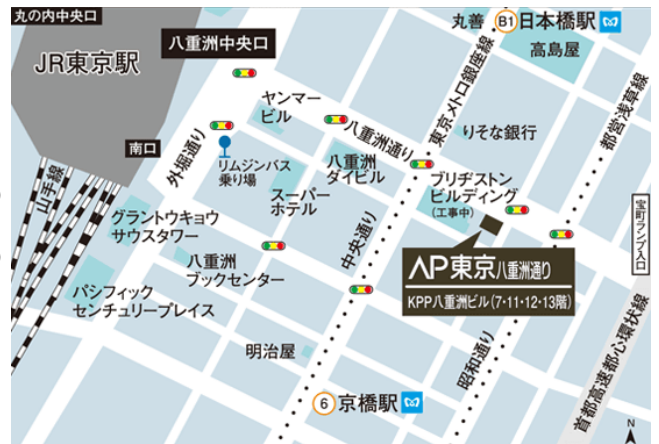 丸の内中央口
JR東京駅
八重洲中央口
丸善
B1
日本橋駅
高島屋
ヤンマー
ビル
八重洲通り
東京メトロ銀座線
都営浅草線
りそな銀行
南口
外堀通り
リムジンバス
乗り場
八重洲
ダイビル
ブリヂストン
ビルディング
(工事中)
山手線
スーパー
ホテル
宝町ランプ入口
グラントウキョウ
サウスタワー
八重洲
ブックセンター
中央通り
AP東京八重洲通り
KPP八重洲ビル(7・11・12・13階)
パシフィック
センチュリープレイス
明治屋
昭和通り
首都高速都心環状線
6
京橋駅
N